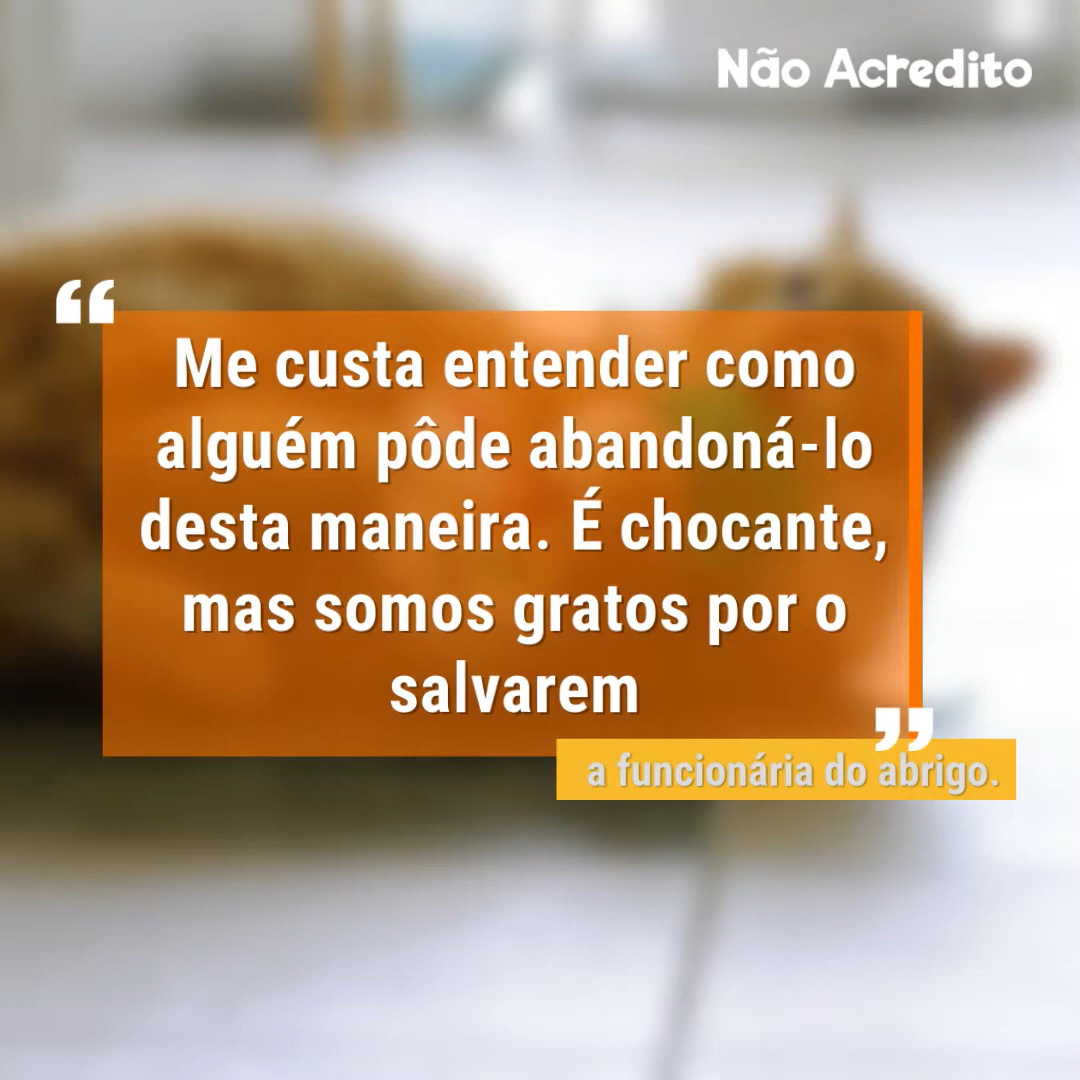 Não Acredito
“
Me custa entender como
alguém pôde abandoná-lo
desta maneira. É chocante,
mas somos gratos por o
salvarem
”
a funcionária do abrigo.